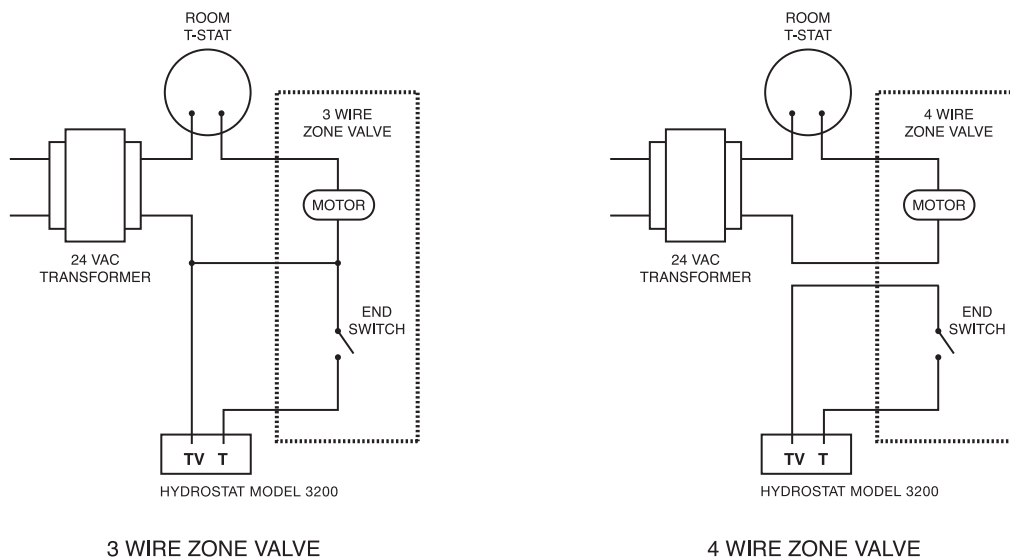 ROOM
T-STAT
3 WIRE
ZONE VALVE
MOTOR
24 VAC
TRANSFORMER
END
SWITCH
TV T
HYDROSTAT MODEL 3200
3 WIRE ZONE VALVE
ROOM
T-STAT
4 WIRE
ZONE VALVE
MOTOR
24 VAC
TRANSFORMER
END
SWITCH
TV T
HYDROSTAT MODEL 3200
4 WIRE ZONE VALVE